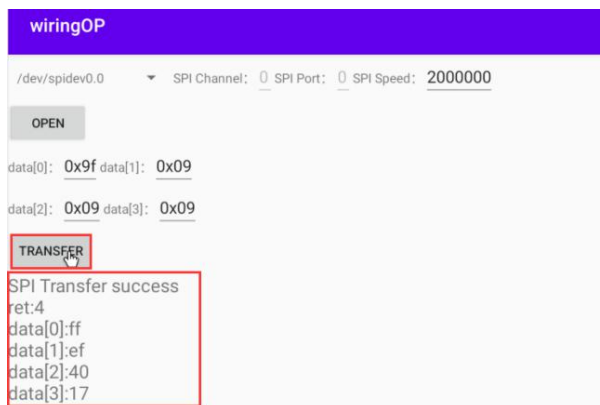 wiringOP
/dev/spidev0.0 SPI Channel: 0 SPI Port: 0 SPI Speed: 2000000
OPEN
data[0]: 0x9f data[1]: 0x09
data[2]: 0x09 data[3]: 0x09
TRANSFER
SPI Transfer success
ret:4
data[0]:ff
data[1]:ef
data[2]:40
data[3]:17